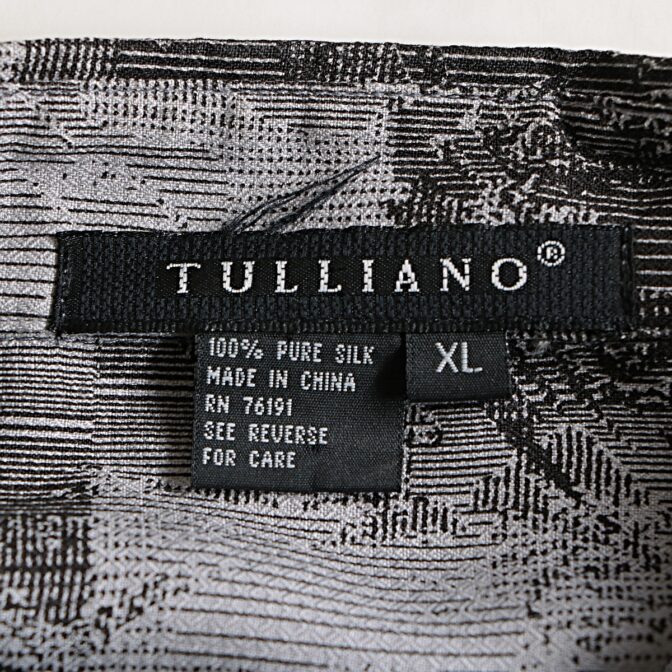 TULLIANO®
100% PURE SILK
MADE IN CHINA
RN 76191
SEE REVERSE
FOR CARE
XL